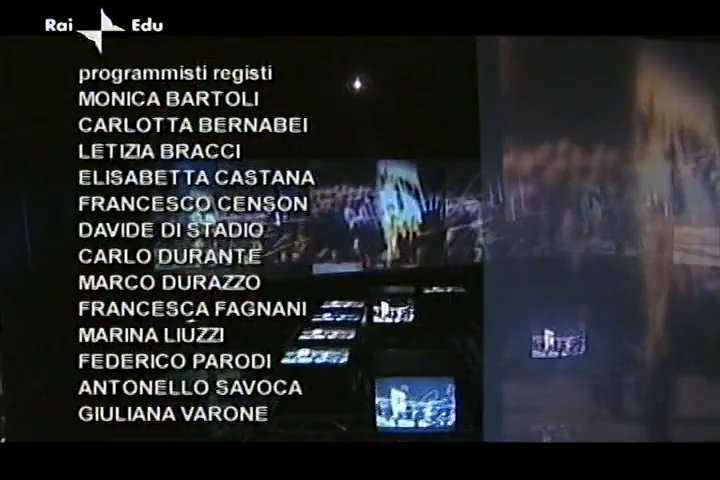 Rai Edu
programmisti registi
MONICA BARTOLI
CARLOTTA BERNABEI
LETIZIA BRACCI
ELISABETTA CASTANA
FRANCESCO CENSON
DAVIDE DI STADIO
CARLO DURANTE
MARCO DURAZZO
FRANCESCA FAGNANI
MARINA LIUZZI
FEDERICO PARODI
ANTONELLO SAVOCA
GIULIANA VARONE